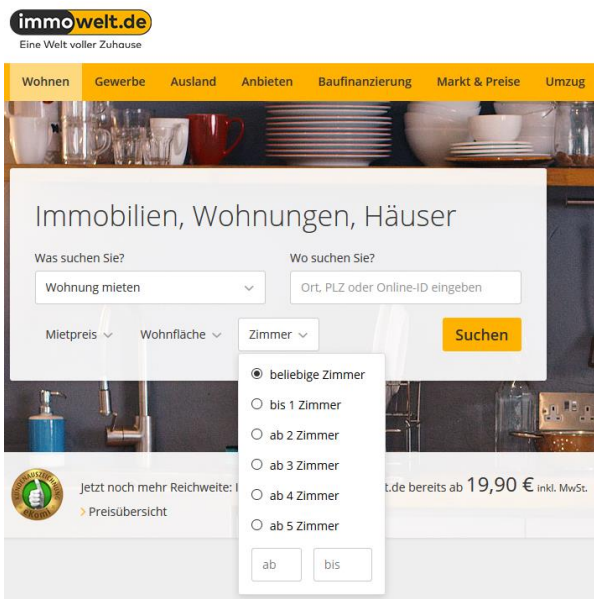 immowelt.de
Eine Welt voller Zuhause
Wohnen Gewerbe Ausland Anbieten Baufinanzierung Markt & Preise Umzug
Immobilien, Wohnungen, Häuser
Was suchen Sie? Wo suchen Sie?
Wohnung mieten Ort, PLZ oder Online-ID eingeben
Mietpreis Wohnfläche Zimmer Suchen
beliebige Zimmer
bis 1 Zimmer
ab 2 Zimmer
ab 3 Zimmer
ab 4 Zimmer
ab 5 Zimmer
ab bis
KUNDENAUSZEICHNUNG
eKomi
Jetzt noch mehr Reichweite: t.de bereits ab 19,90 € inkl. MwSt.
Preisübersicht